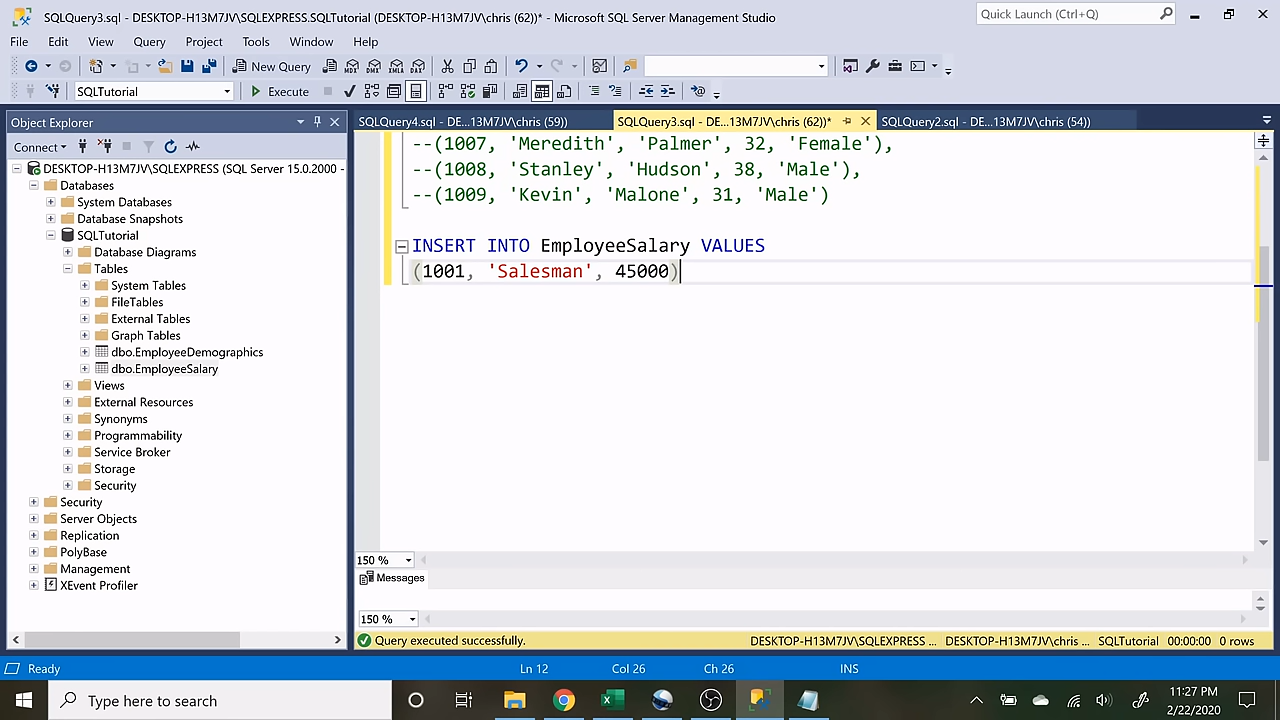 SQLQuery3.sql - DESKTOP-H13M7JV\SQLEXPRESS.SQLTutorial (DESKTOP-H13M7JV\chris (62))* - Microsoft SQL Server Management Studio
Quick Launch (Ctrl+Q)
File Edit View Query Project Tools Window Help
New Query MDX DMX XMLA DAX
SQLTutorial Execute
Object Explorer
SQLQuery4.sql - DE...13M7JV\chris (59)) SQLQuery3.sql - DE...13M7JV\chris (62))* SQLQuery2.sql - DE...13M7JV\chris (54))
Connect
DESKTOP-H13M7JV\SQLEXPRESS (SQL Server 15.0.2000 -
Databases
System Databases
Database Snapshots
SQLTutorial
Database Diagrams
Tables
System Tables
FileTables
External Tables
Graph Tables
dbo.EmployeeDemographics
dbo.EmployeeSalary
Views
External Resources
Synonyms
Programmability
Service Broker
Storage
Security
Security
Server Objects
Replication
PolyBase
Management
XEvent Profiler
--(1007, 'Meredith', 'Palmer', 32, 'Female'),
--(1008, 'Stanley', 'Hudson', 38, 'Male'),
--(1009, 'Kevin', 'Malone', 31, 'Male')
INSERT INTO EmployeeSalary VALUES
(1001, 'Salesman', 45000)
150 %
Messages
150 %
Query executed successfully. DESKTOP-H13M7JV\SQLEXPRESS ... DESKTOP-H13M7JV\chris ... SQLTutorial 00:00:00 0 rows
Ready Ln 12 Col 26 Ch 26 INS
Type here to search
11:27 PM
2/22/2020